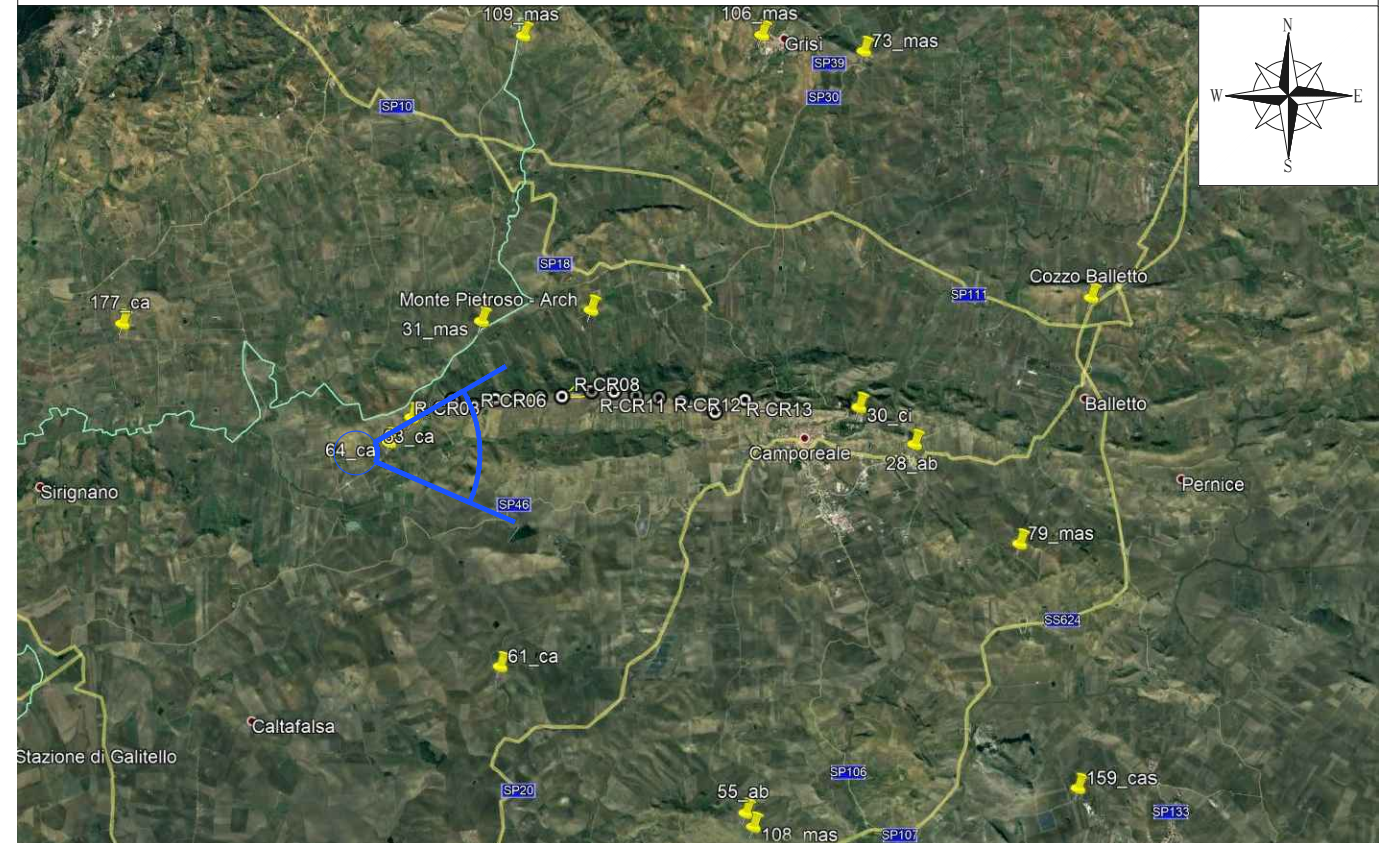 109_mas
106_mas
Grisì
73_mas
SP39
SP30
SP10
N
W
E
S
SP18
Cozzo Balletto
SP111
177_ca
Monte Pietroso - Arch
31_mas
R-CR08
R-CR06
R-CR11
R-CR12
R-CR13
30_ci
Balletto
63_ca
64_ca
Camporeale
28_ab
Sirignano
Pernice
SP46
79_mas
SS624
61_ca
Caltafalsa
Stazione di Galitello
SP106
159_cas
SP20
55_ab
SP133
108_mas
SP107